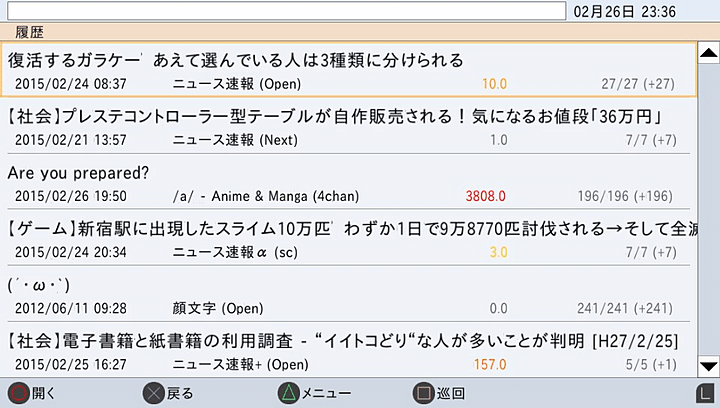 02月26日 23:36
履歴
復活するガラケー゛ あえて選んでいる人は3種類に分けられる
2015/02/24 08:37 ニュース速報 (Open) 10.0 27/27 (+27)
【社会】プレステコントローラー型テーブルが自作販売される！気になるお値段「36万円」
2015/02/21 13:57 ニュース速報 (Next) 1.0 7/7 (+7)
Are you prepared?
2015/02/26 19:50 /a/ - Anime & Manga (4chan) 3808.0 196/196 (+196)
【ゲーム】新宿駅に出現したスライム10万匹゛ わずか1日で9万8770匹討伐される→そして全滅
2015/02/24 20:34 ニュース速報α (sc) 3.0 7/7 (+7)
(´・ω・`)
2012/06/11 09:28 顔文字 (Open) 0.0 241/241 (+241)
【社会】電子書籍と紙書籍の利用調査 - “イイトコどり“な人が多いことが判明 [H27/2/25]
2015/02/25 16:27 ニュース速報+ (Open) 157.0 5/5 (+1)
開く 戻る メニュー 巡回 L